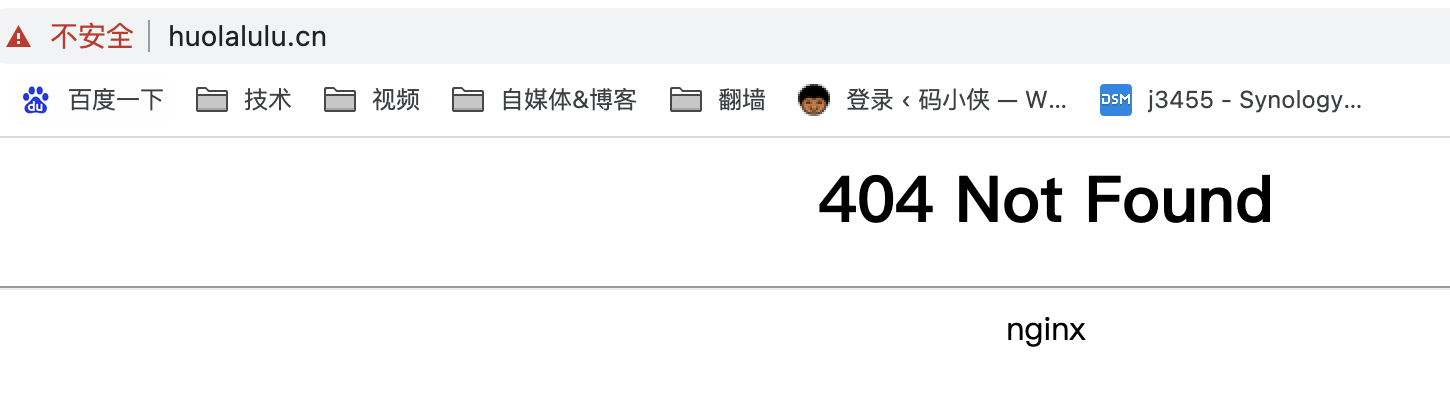 不安全 huolalulu.cn
du 百度一下 技术 视频 自媒体&博客 翻墙 登录 ‹ 码小侠 — W... DSM j3455 - Synology...
404 Not Found
nginx